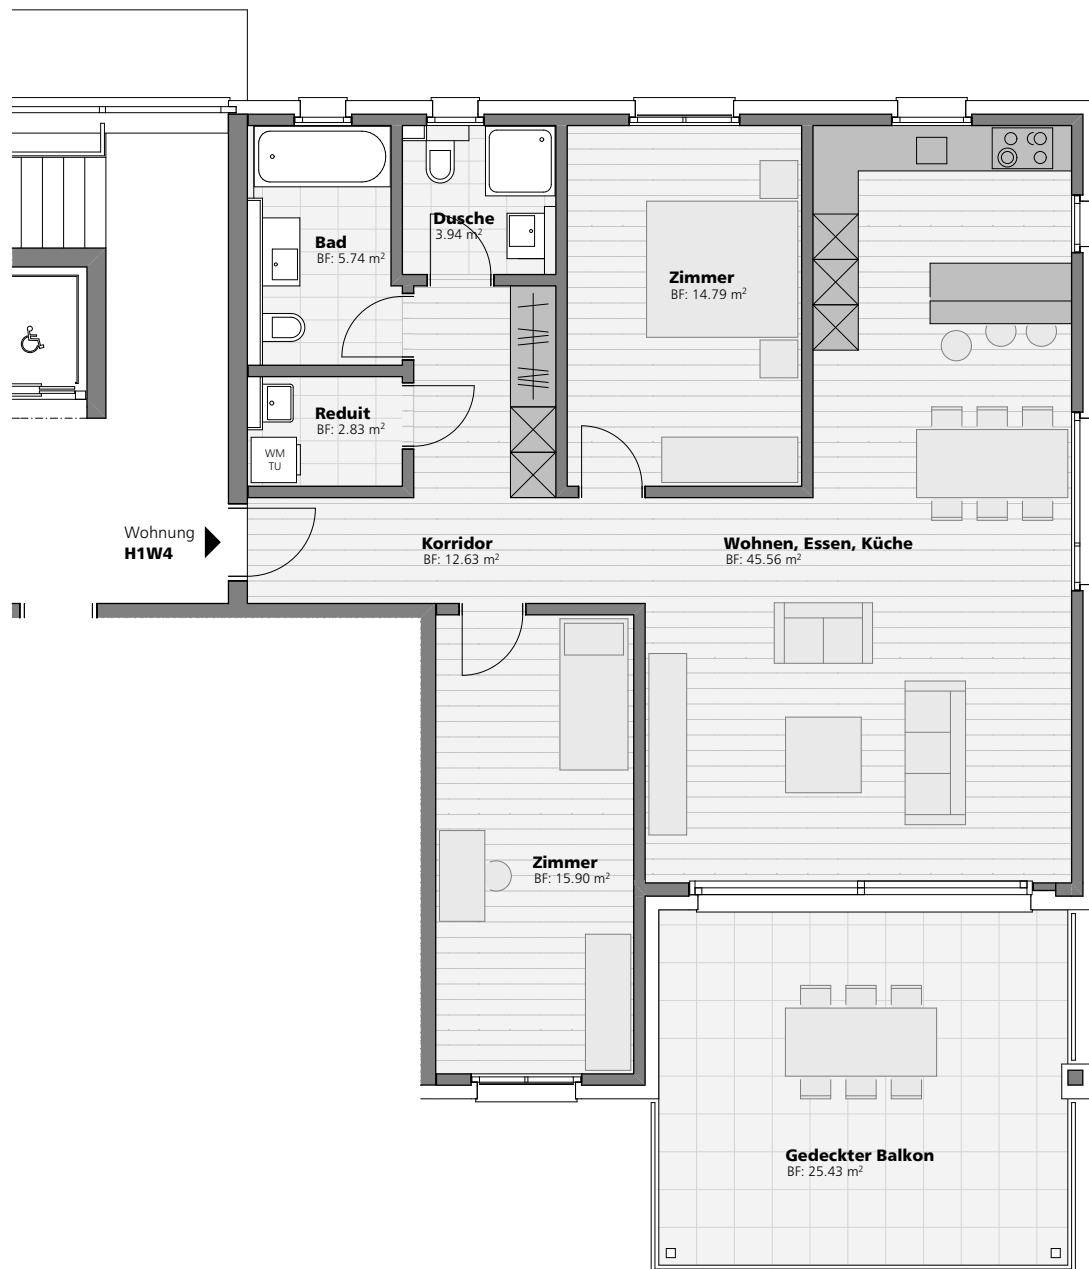 Dusche
3.94 m²
Bad
BF: 5.74 m²
Zimmer
BF: 14.79 m²
Reduit
BF: 2.83 m²
WM
TU
Wohnung
H1W4
Korridor
BF: 12.63 m²
Wohnen, Essen, Küche
BF: 45.56 m²
Zimmer
BF: 15.90 m²
Gedeckter Balkon
BF: 25.43 m²